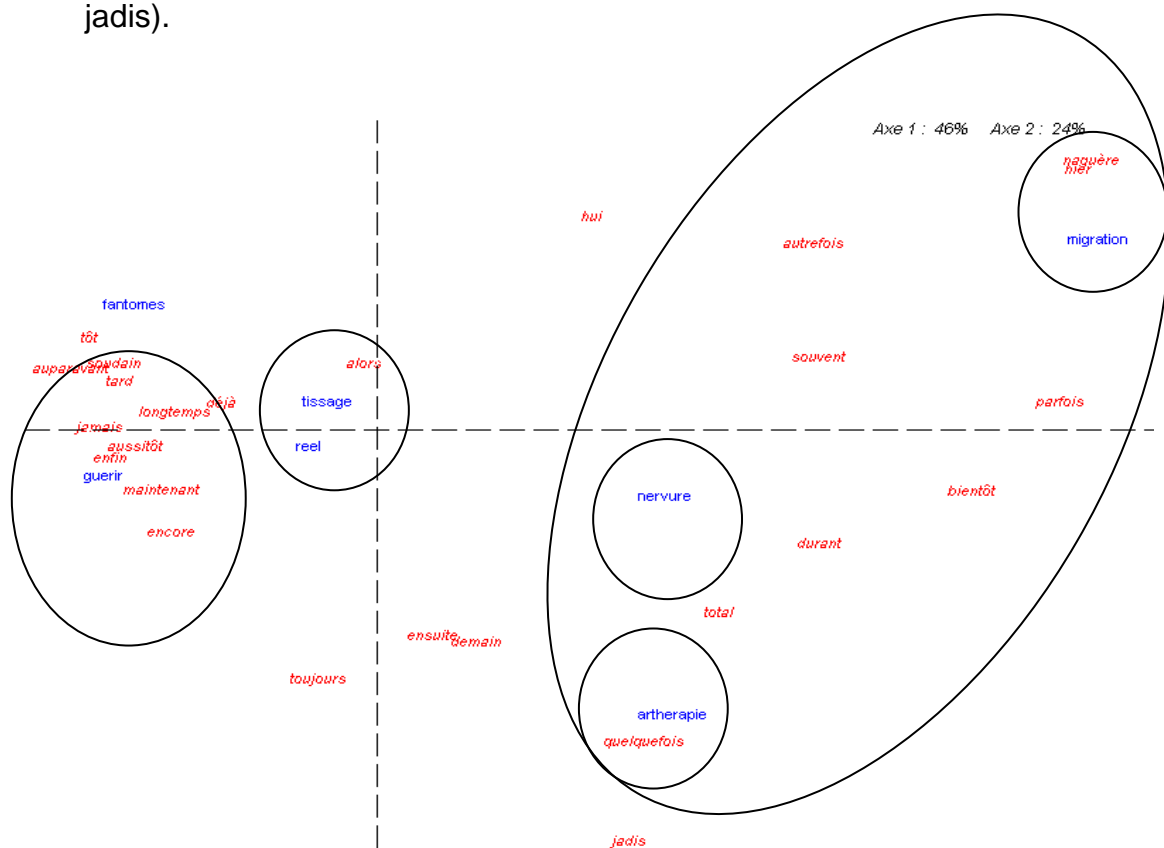 jadis).
Axe 1 : 46% Axe 2 : 24%
naguère
hier
hui
migration
autrefois
fantomes
tôt
souvent
alors
soudain
auparavant
tard
tissage
déjà
parfois
longtemps
jamais
reel
aussitôt
enfin
guerir
maintenant
bientôt
nervure
encore
durant
total
ensuite
demain
toujours
artherapie
quelquefois
jadis